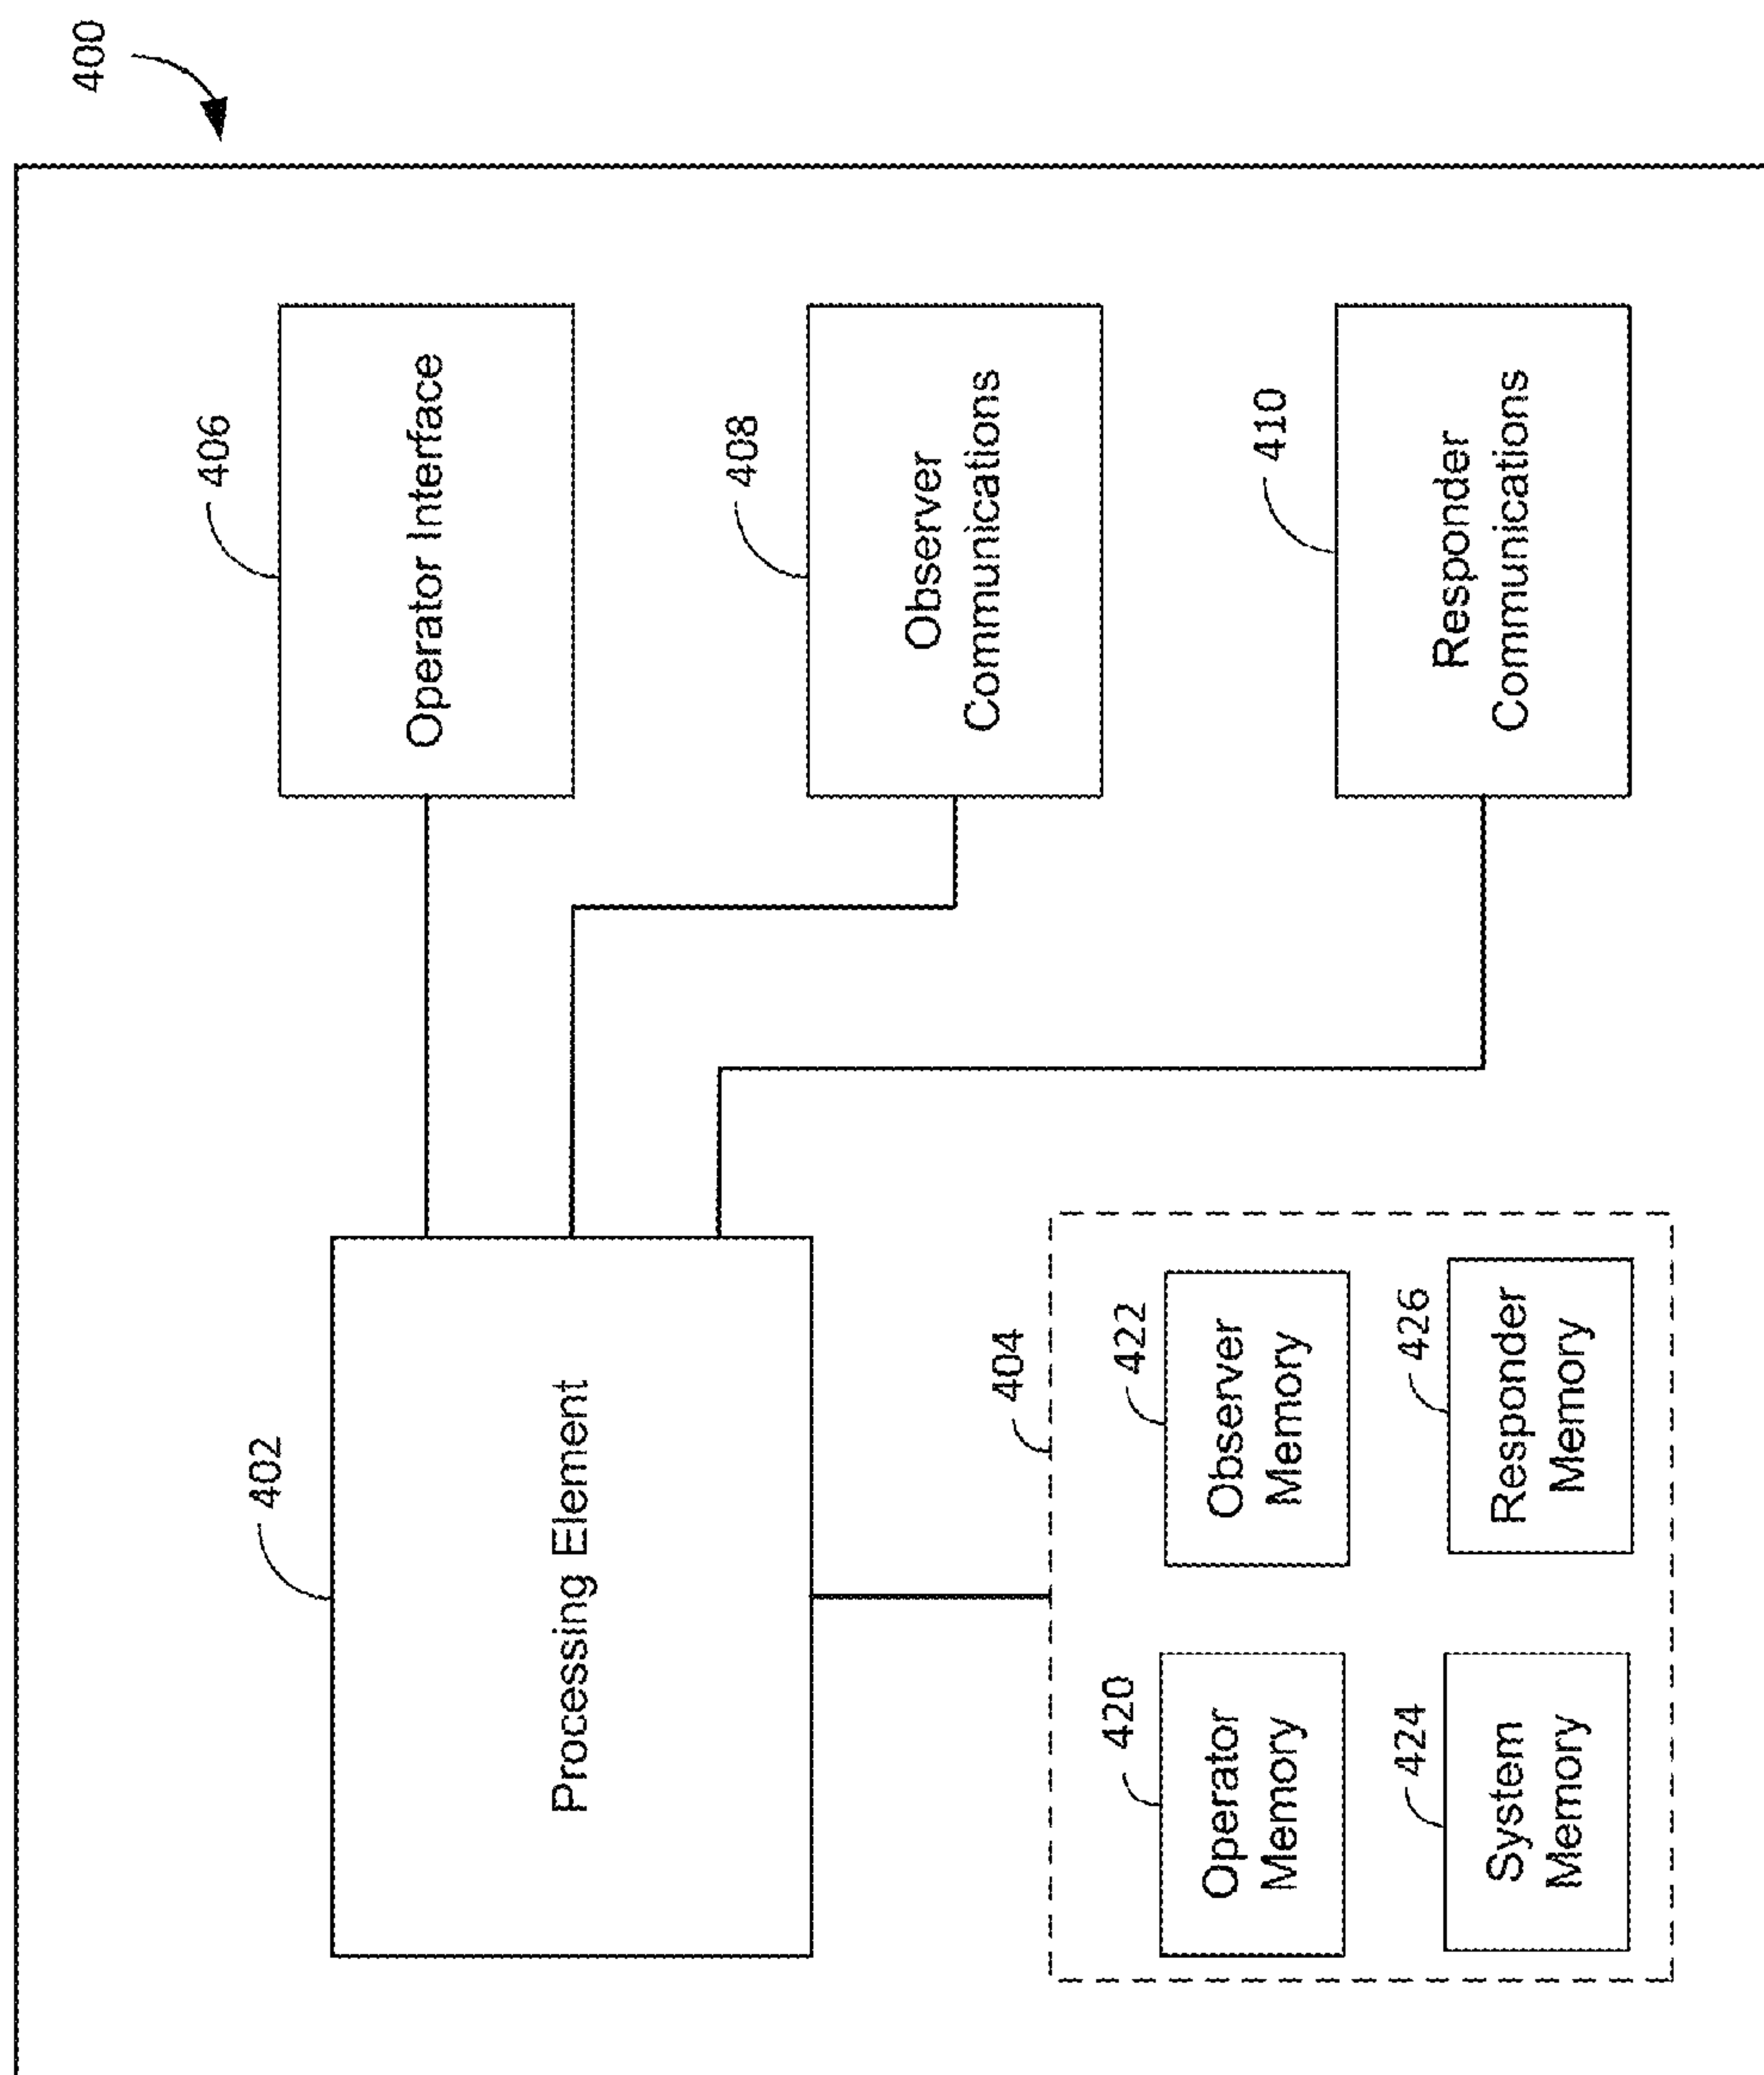 400
402
Processing Element
406
Operator Interface
408
Observer
Communications
410
Responder
Communications
404
420
Operator
Memory
422
Observer
Memory
424
System
Memory
426
Responder
Memory